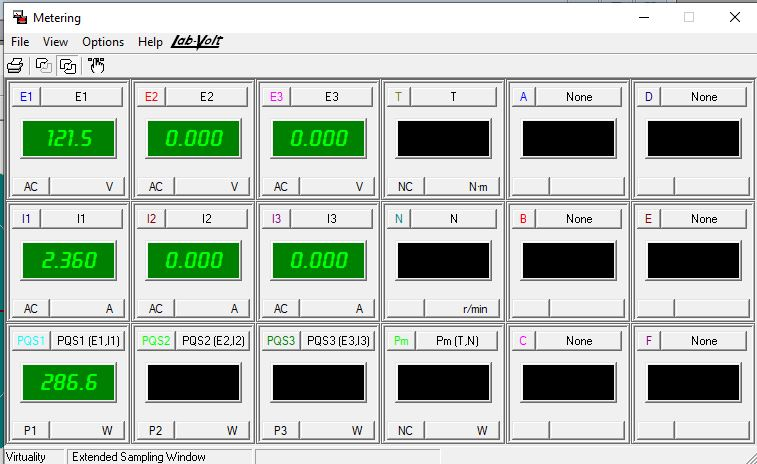 Metering
File View Options Help Lab-Volt
E1 E1 E2 E2 E3 E3 T T A None D None
121.5 0.000 0.000
AC V AC V AC V NC N·m
I1 I1 I2 I2 I3 I3 N N B None E None
2.360 0.000 0.000
AC A AC A AC A r/min
PQS1 PQS1 (E1,I1) PQS2 PQS2 (E2,I2) PQS3 PQS3 (E3,I3) Pm Pm (T,N) C None F None
286.6
P1 W P2 W P3 W NC W
Virtuality Extended Sampling Window